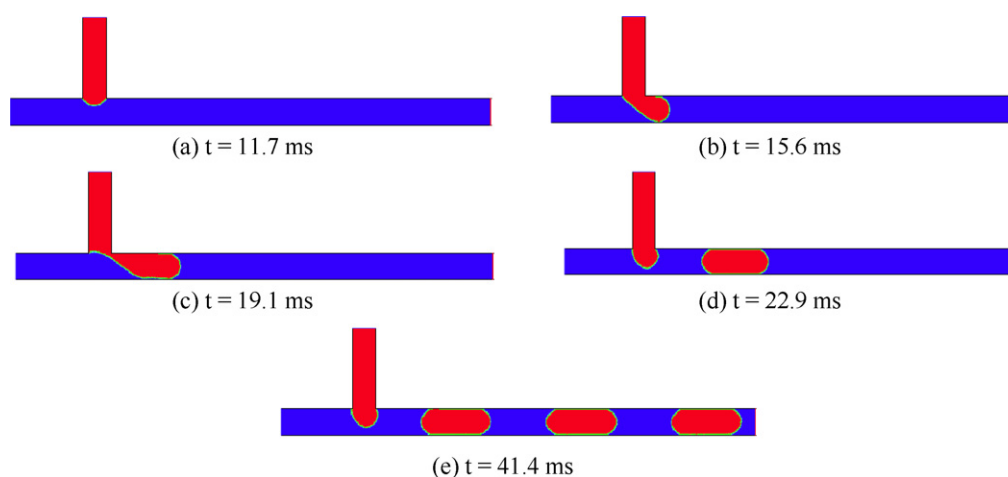 (a) t = 11.7 ms
(b) t = 15.6 ms
(c) t = 19.1 ms
(d) t = 22.9 ms
(e) t = 41.4 ms